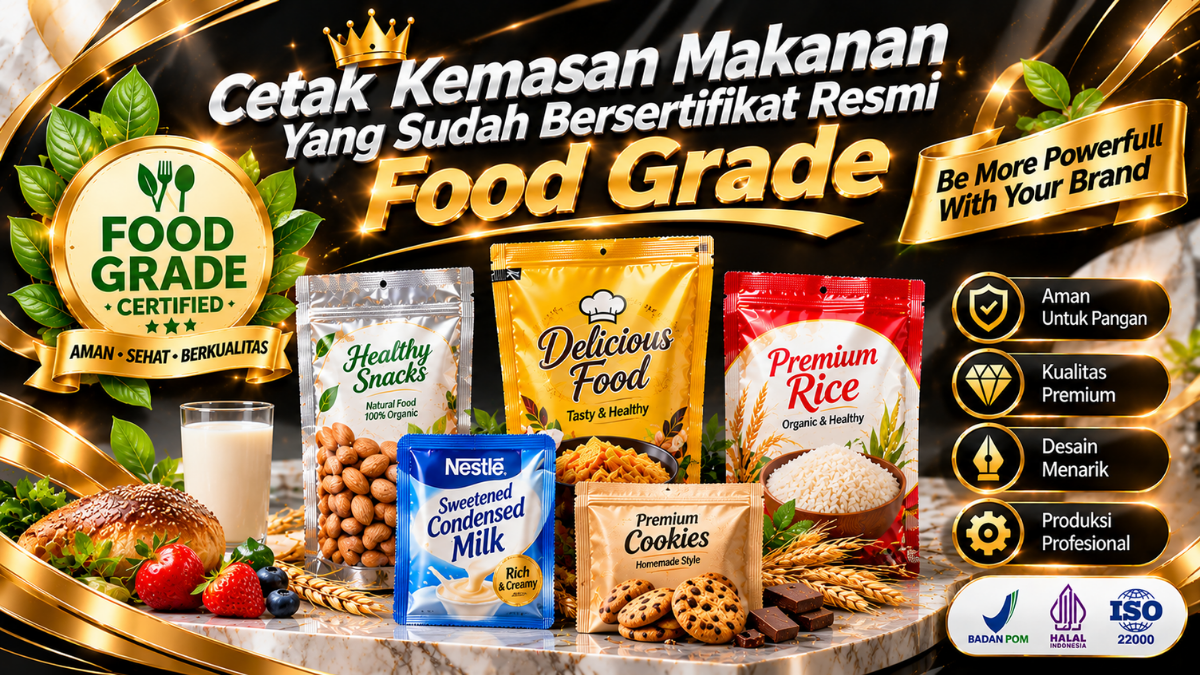 Cetak Kemasan Makanan
Yang Sudah Bersertifikat Resmi
Food Grade
Be More Powerfull
With Your Brand
FOOD
GRADE
CERTIFIED
AMAN • SEHAT • BERKUALITAS
Healthy
Snacks
Natural Food
100% Organic
Delicious
Food
Tasty & Healthy
Premium
Rice
Organic & Healthy
Nestlé.
Sweetened
Condensed
Milk
Rich
& Creamy
Premium
Cookies
Homemade Style
Aman
Untuk Pangan
Kualitas
Premium
Desain
Menarik
Produksi
Profesional
BADAN POM
HALAL
INDONESIA
ISO
22000